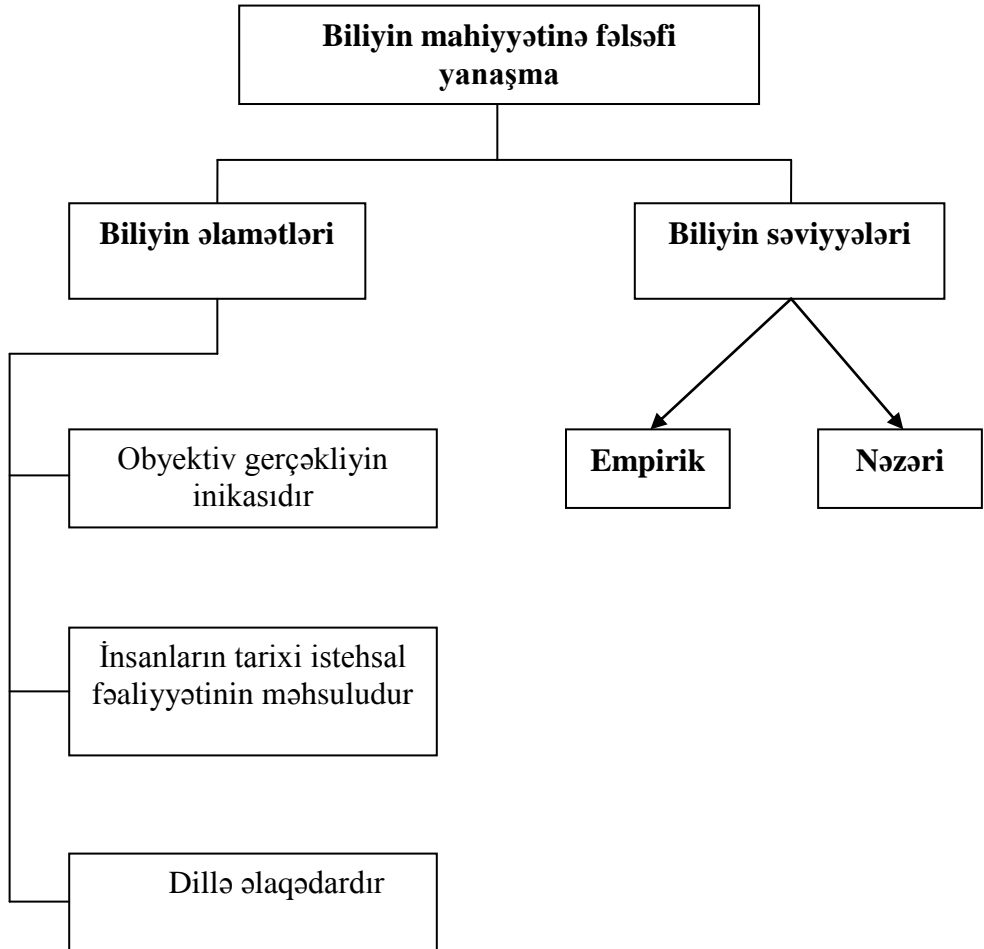 Biliyin mahiyyətinə fəlsəfi
yanaşma
Biliyin əlamətləri
Biliyin səviyyələri
Obyektiv gerçəkliyin
inikasıdır
Empirik
Nəzəri
İnsanların tarixi istehsal
fəaliyyətinin məhsuludur
Dillə əlaqədardır